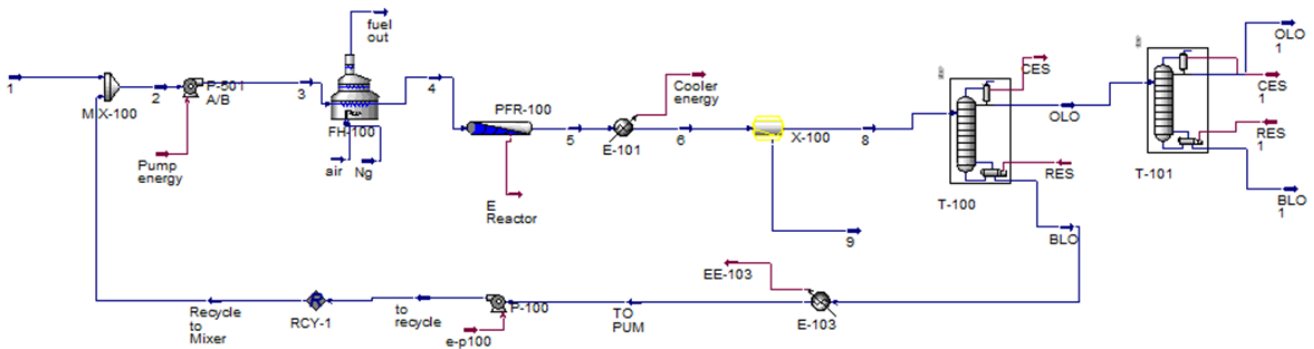 fuel
out
1
MIX-100
2
P-501
A/B
3
FH-100
4
air
Ng
Pump
energy
PFR-100
E
Reactor
5
E-101
Cooler
energy
6
X-100
8
9
CES
OLO
RES
T-100
BLO
OLO
1
CES
1
RES
1
T-101
BLO
1
EE-103
E-103
TO
PUM
P-100
e-p100
to
recycle
R
RCY-1
Recycle
to
Mixer